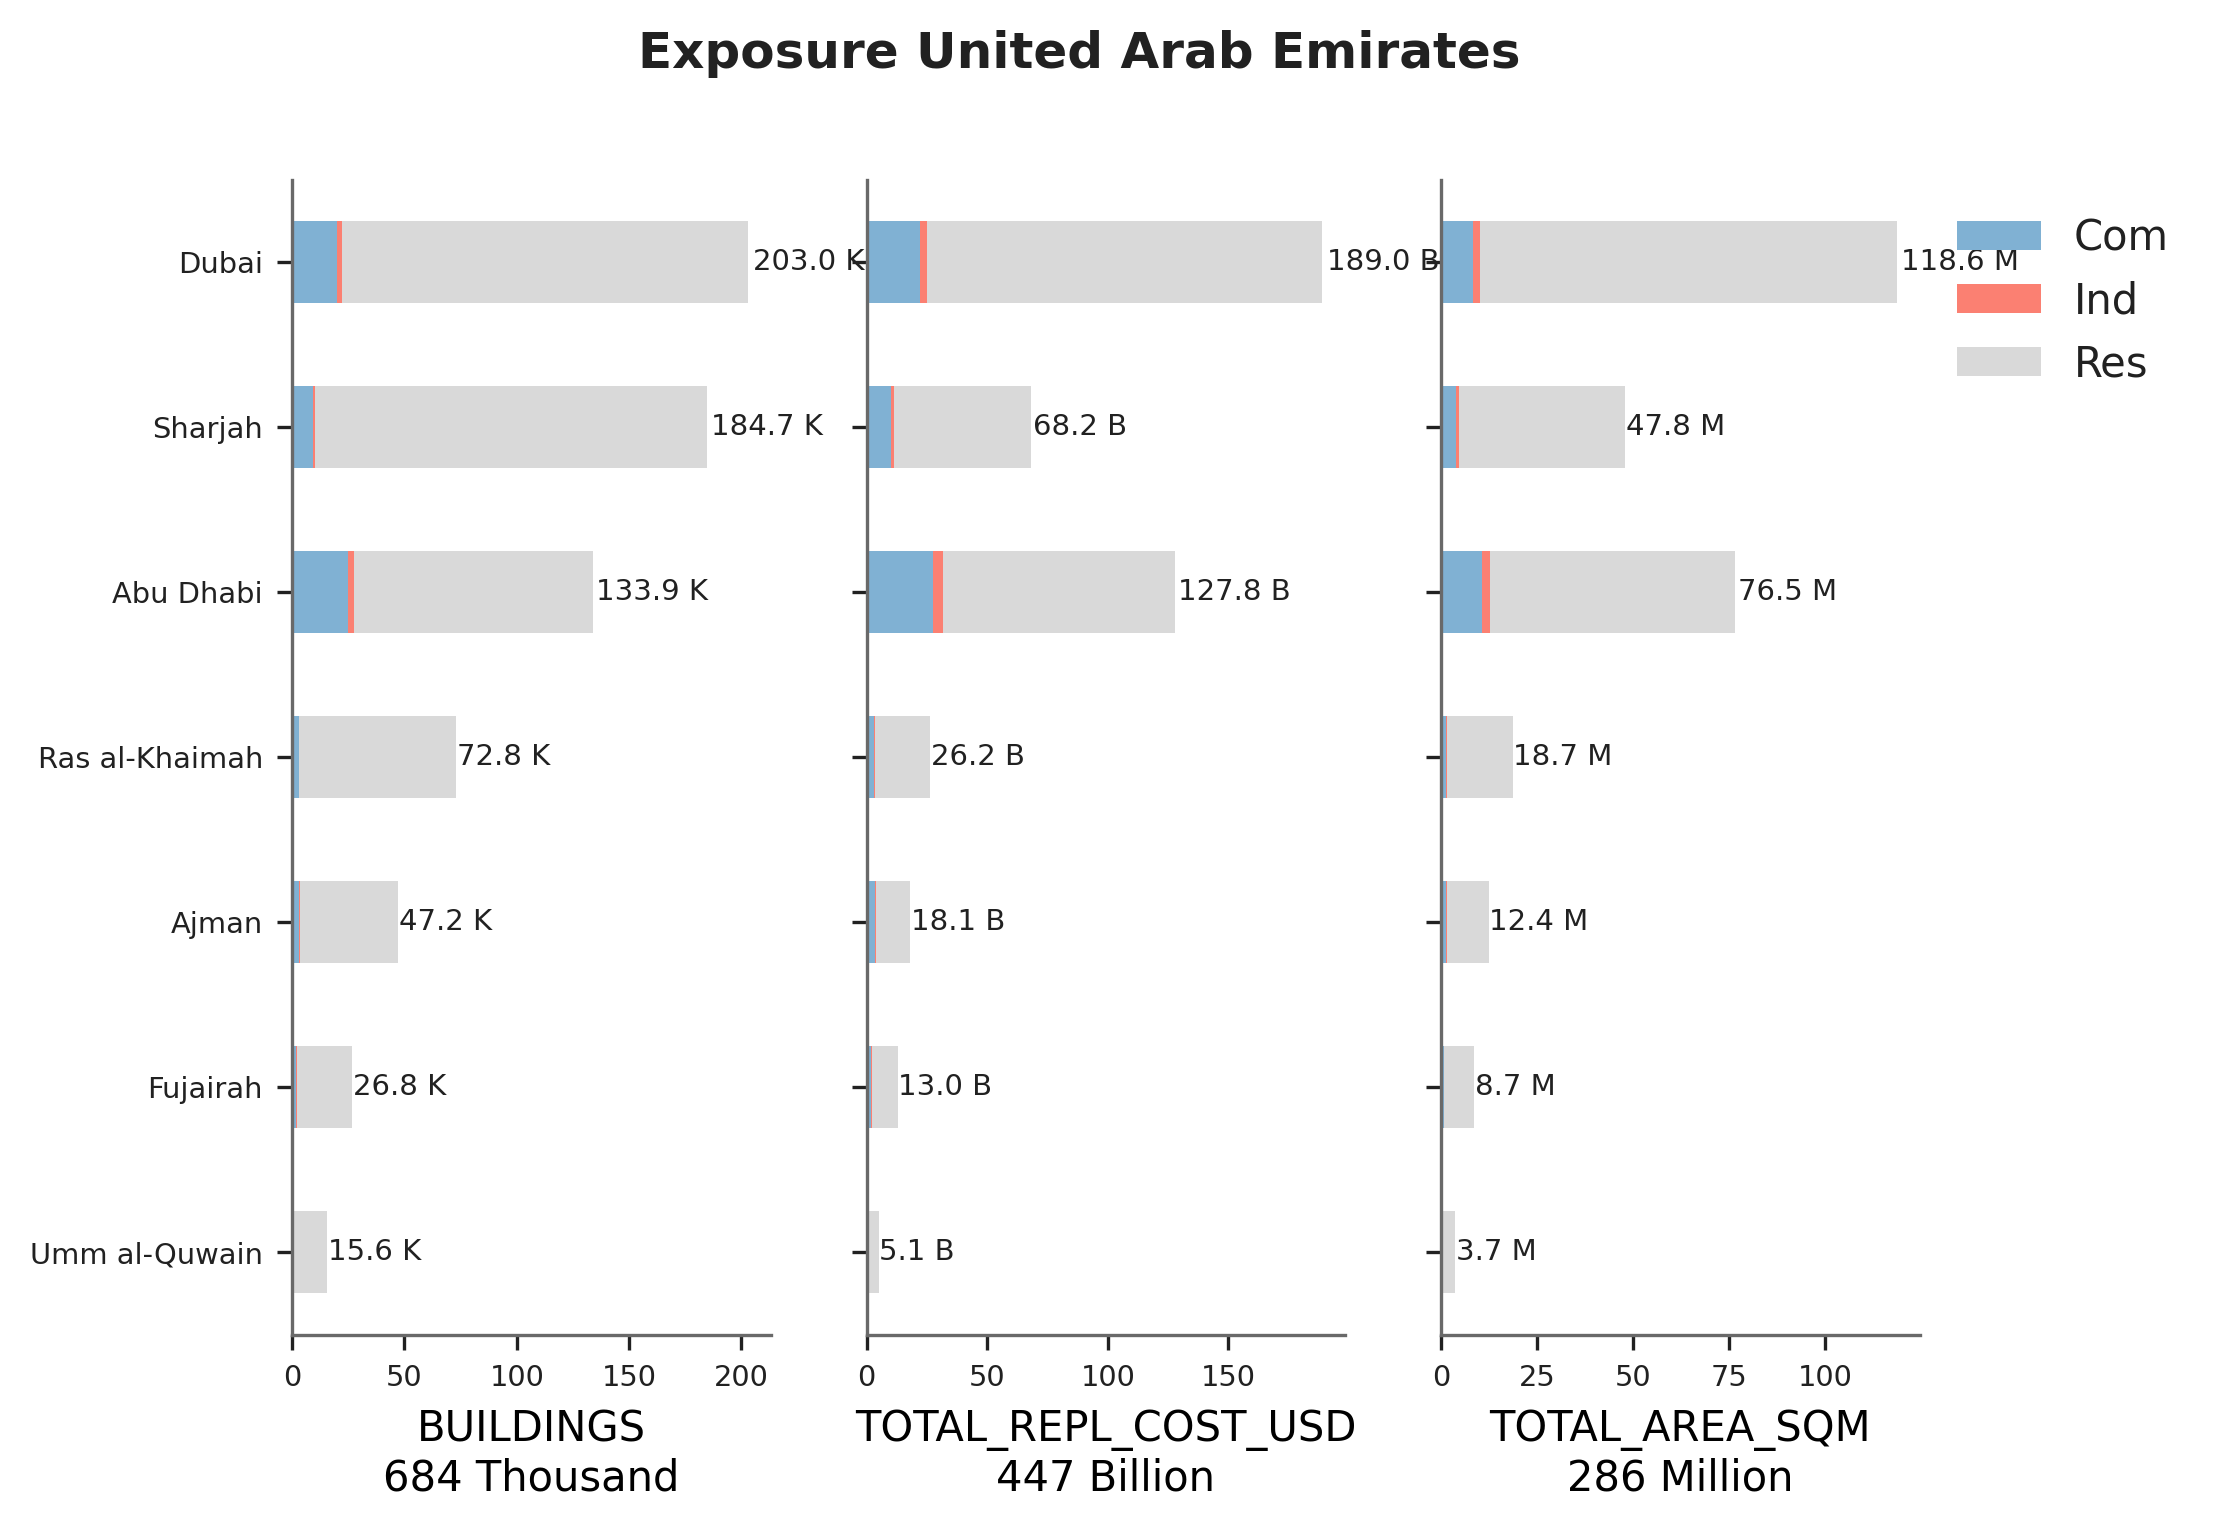 Exposure United Arab Emirates
Dubai
Sharjah
Abu Dhabi
Ras al-Khaimah
Ajman
Fujairah
Umm al-Quwain
203.0 K
184.7 K
133.9 K
72.8 K
47.2 K
26.8 K
15.6 K
0 50 100 150 200
BUILDINGS
684 Thousand
189.0 B
68.2 B
127.8 B
26.2 B
18.1 B
13.0 B
5.1 B
0 50 100 150
TOTAL_REPL_COST_USD
447 Billion
118.6 M
47.8 M
76.5 M
18.7 M
12.4 M
8.7 M
3.7 M
0 25 50 75 100
TOTAL_AREA_SQM
286 Million
Com
Ind
Res